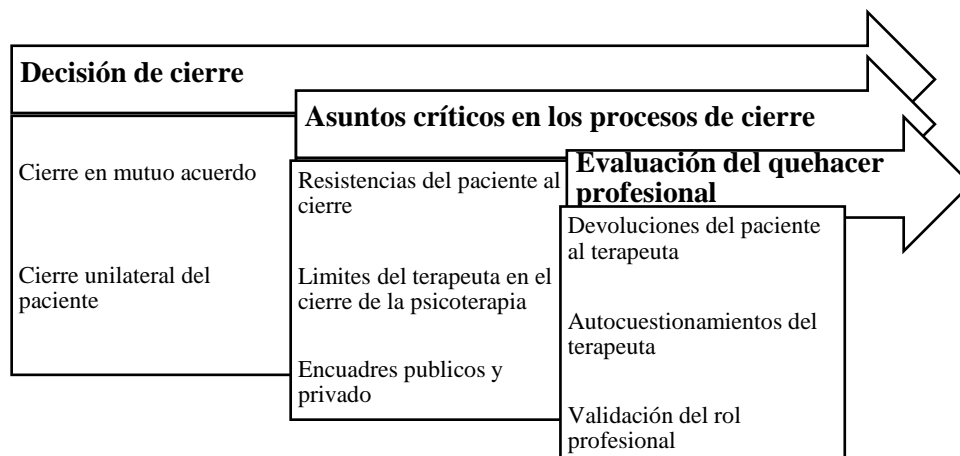 Decisión de cierre
Cierre en mutuo acuerdo
Cierre unilateral del
paciente
Asuntos críticos en los procesos de cierre
Resistencias del paciente al
cierre
Limites del terapeuta en el
cierre de la psicoterapia
Encuadres publicos y
privado
Evaluación del quehacer
profesional
Devoluciones del paciente
al terapeuta
Autocuestionamientos del
terapeuta
Validación del rol
profesional